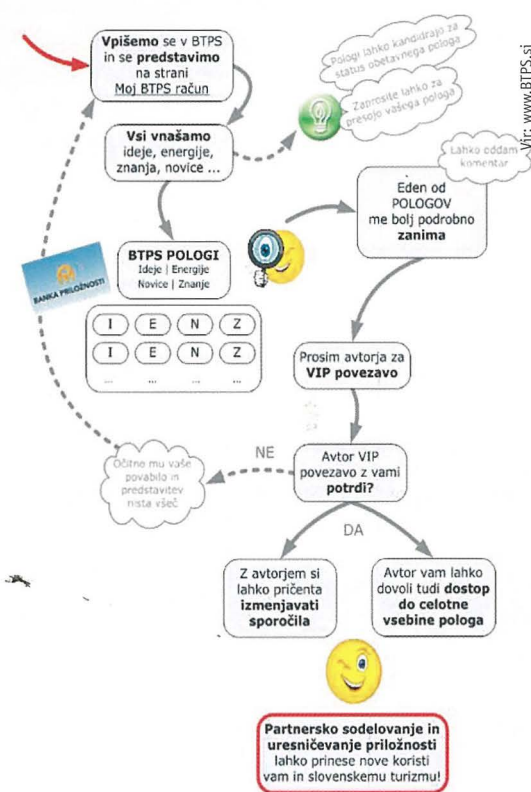 Vpišemo se v BTPS
in se predstavimo
na strani
Moj BTPS račun
Pologi lahko kandidirajo za
status obetavnega pologa
Zaprosite lahko za
presojo vašega pologa
Vir: www.BTPS.si
Vsi vnašamo
ideje, energije,
znanja, novice ...
Lahko oddam
komentar
Eden od
POLOGOV
me bolj podrobno
zanima
BTPS POLOGI
Ideje | Energije
Novice | Znanje
BANKA PRILOŽNOSTI
I E N Z
I E N Z
... ... ... ...
Prosim avtorja za
VIP povezavo
NE
Očitno mu vaše
povabilo in
predstavitev
nista všeč
Avtor VIP
povezavo z vami
potrdi?
DA
Z avtorjem si
lahko pričenta
izmenjavati
sporočila
Avtor vam lahko
dovoli tudi dostop
do celotne
vsebine pologa
Partnersko sodelovanje in
uresničevanje priložnosti
lahko prinese nove koristi
vam in slovenskemu turizmu!